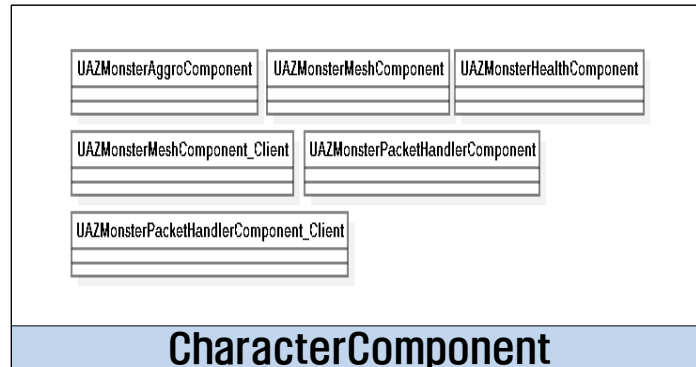 UAZMonsterAggroComponent UAZMonsterMeshComponent UAZMonsterHealthComponent
UAZMonsterMeshComponent_Client UAZMonsterPacketHandlerComponent
UAZMonsterPacketHandlerComponent_Client
CharacterComponent